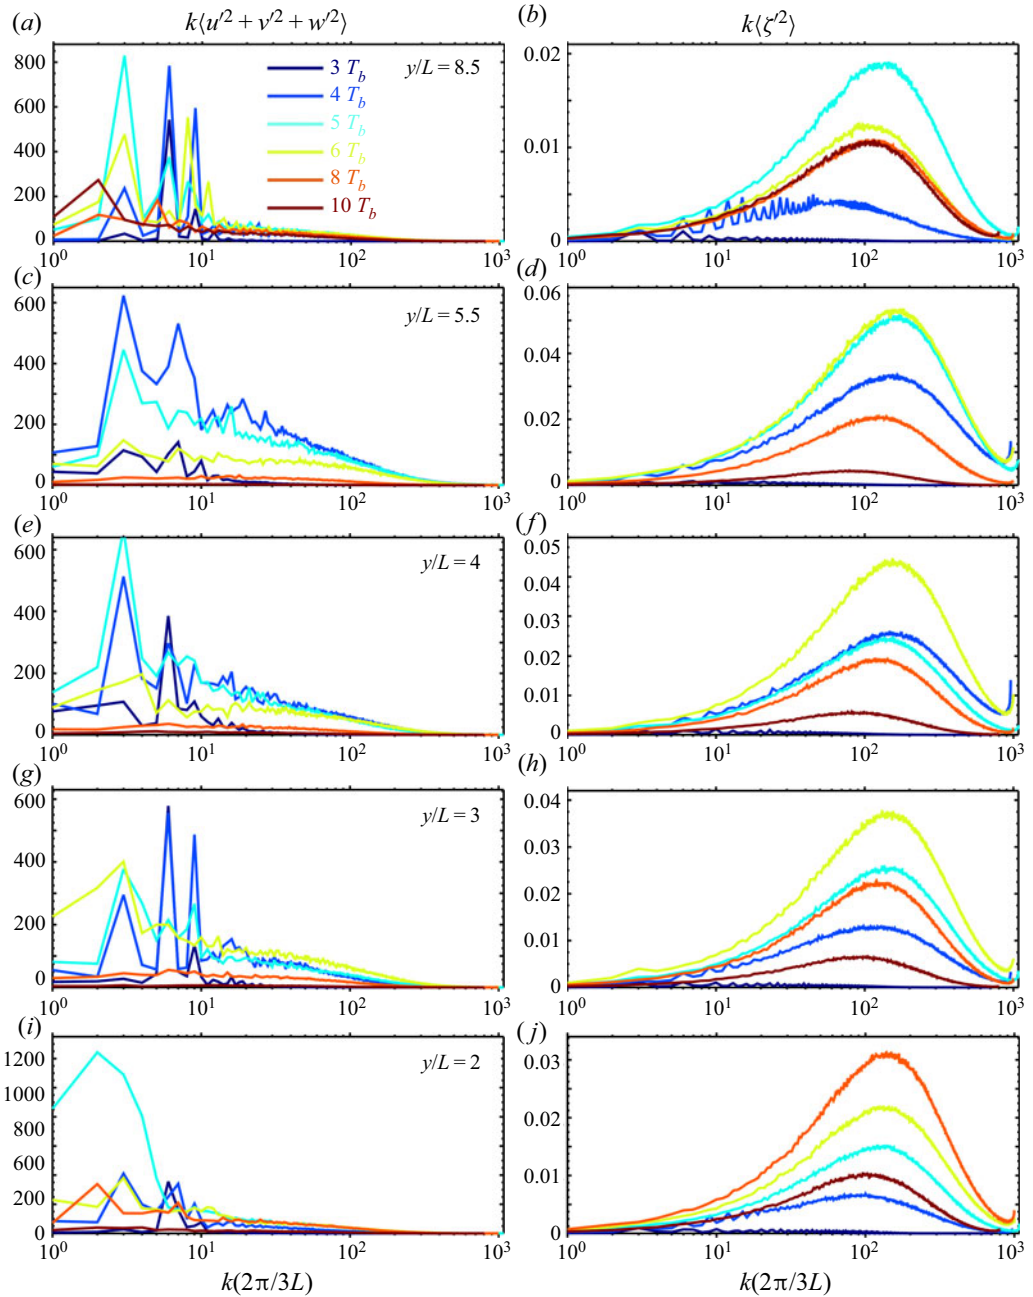 (a) k⟨u′² + v′² + w′²⟩ (b) k⟨ζ′²⟩
800 3 T_b y/L = 8.5 0.02
4 T_b
600 5 T_b
6 T_b
400 8 T_b 0.01
200 10 T_b
0 0
10⁰ 10¹ 10² 10³ 10⁰ 10¹ 10² 10³
(c) (d)
600 y/L = 5.5 0.06
400 0.04
200 0.02
0 0
10⁰ 10¹ 10² 10³ 10⁰ 10¹ 10² 10³
(e) (f)
600 y/L = 4 0.05
0.04
400 0.03
200 0.02
0.01
0 0
10⁰ 10¹ 10² 10³ 10⁰ 10¹ 10² 10³
(g) (h)
600 y/L = 3 0.04
400 0.03
0.02
200 0.01
0 0
10⁰ 10¹ 10² 10³ 10⁰ 10¹ 10² 10³
(i) (j)
1200 y/L = 2 0.03
1000
800 0.02
600
400 0.01
200
0 0
10⁰ 10¹ 10² 10³ 10⁰ 10¹ 10² 10³
k(2π/3L) k(2π/3L)